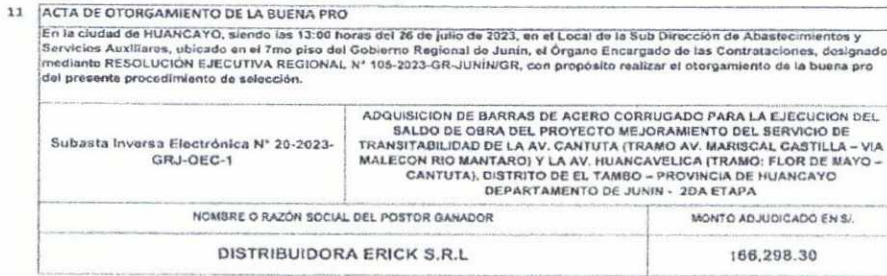 11 ACTA DE OTORGAMIENTO DE LA BUENA PRO
En la ciudad de HUANCAYO, siendo las 13:00 horas del 26 de julio de 2023, en el Local de la Sub Dirección de Abastecimientos y
Servicios Auxiliares, ubicado en el 7mo piso del Gobierno Regional de Junín, el Órgano Encargado de las Contrataciones, designado
mediante RESOLUCIÓN EJECUTIVA REGIONAL N° 105-2023-GR-JUNÍN/GR, con propósito realizar el otorgamiento de la buena pro
del presente procedimiento de selección.
Subasta Inversa Electrónica N° 20-2023-
GRJ-OEC-1
ADQUISICION DE BARRAS DE ACERO CORRUGADO PARA LA EJECUCION DEL
SALDO DE OBRA DEL PROYECTO MEJORAMIENTO DEL SERVICIO DE
TRANSITABILIDAD DE LA AV. CANTUTA (TRAMO AV. MARISCAL CASTILLA – VIA
MALECON RIO MANTARO) Y LA AV. HUANCAVELICA (TRAMO: FLOR DE MAYO –
CANTUTA), DISTRITO DE EL TAMBO – PROVINCIA DE HUANCAYO
DEPARTAMENTO DE JUNIN - 2DA ETAPA
NOMBRE O RAZÓN SOCIAL DEL POSTOR GANADOR
MONTO ADJUDICADO EN S/.
DISTRIBUIDORA ERICK S.R.L
166,298.30